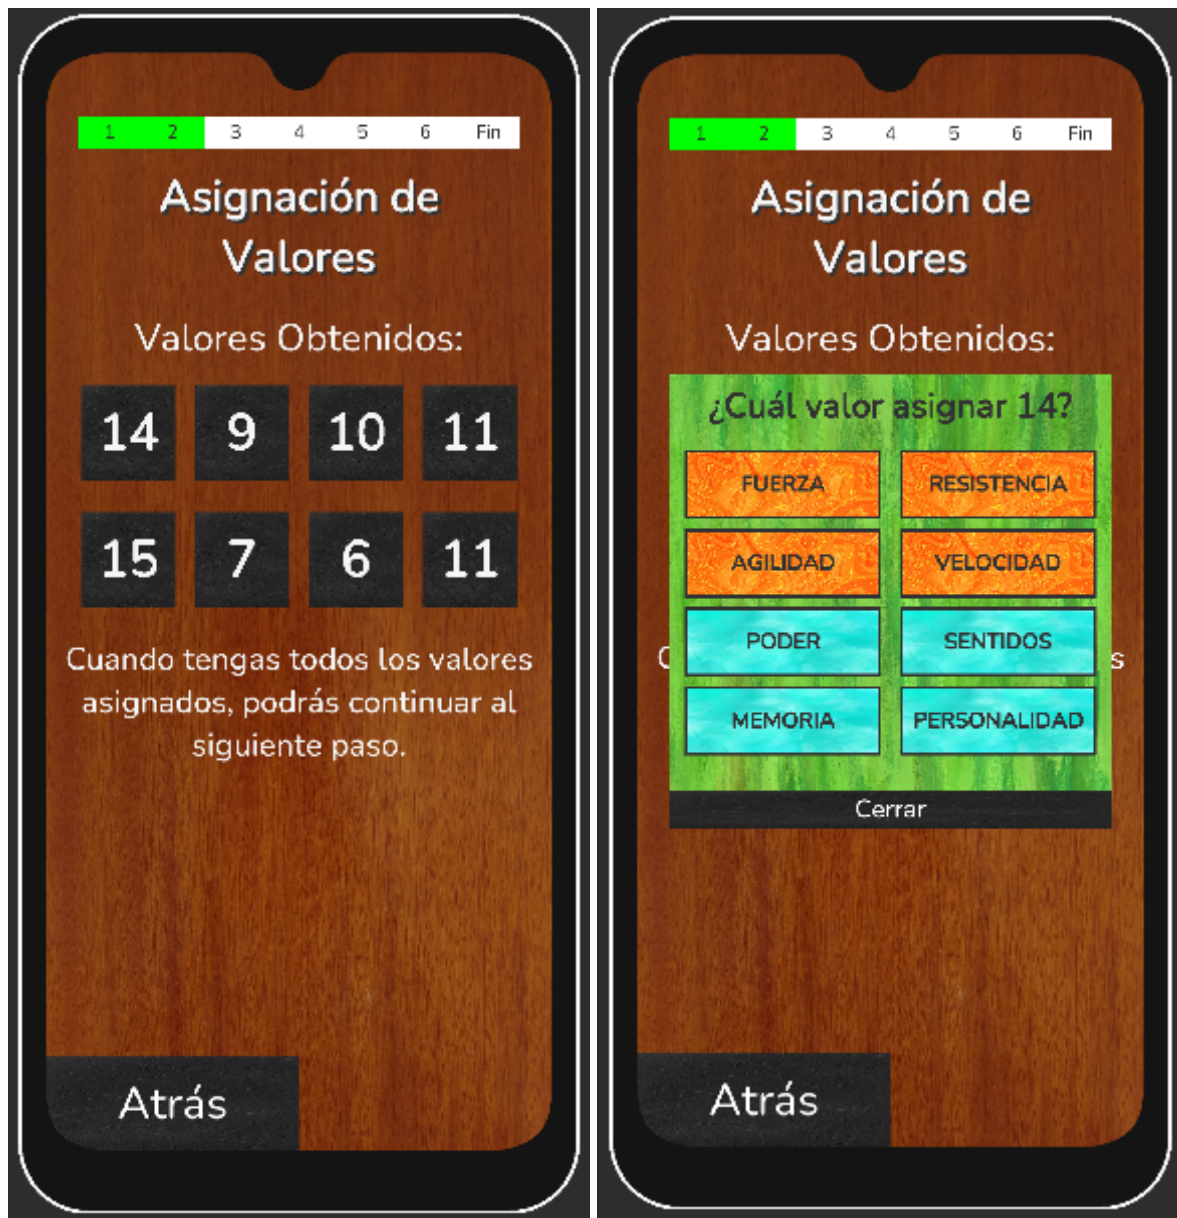 1 2 3 4 5 6 Fin
Asignación de
Valores
Valores Obtenidos:
14 9 10 11
15 7 6 11
Cuando tengas todos los valores
asignados, podrás continuar al
siguiente paso.
Atrás
1 2 3 4 5 6 Fin
Asignación de
Valores
Valores Obtenidos:
¿Cuál valor asignar 14?
FUERZA RESISTENCIA
AGILIDAD VELOCIDAD
PODER SENTIDOS
MEMORIA PERSONALIDAD
Cerrar
Atrás